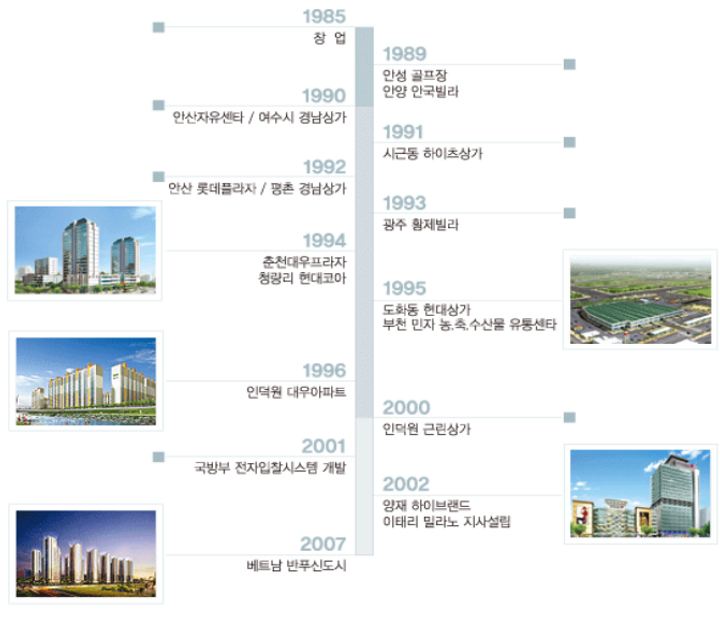 1985
창 업
1989
안성 골프장
안양 안국빌라
1990
안산자유센타 / 여수시 경남상가
1991
시근동 하이츠상가
1992
안산 롯데플라자 / 평촌 경남상가
1993
광주 황제빌라
1994
춘천대우프라자
청량리 현대코아
1995
도화동 현대상가
부천 민자 농.축.수산물 유통센타
1996
인덕원 대우아파트
2000
인덕원 근린상가
2001
국방부 전자입찰시스템 개발
2002
양재 하이브랜드
이태리 밀라노 지사설립
2007
베트남 반푸신도시